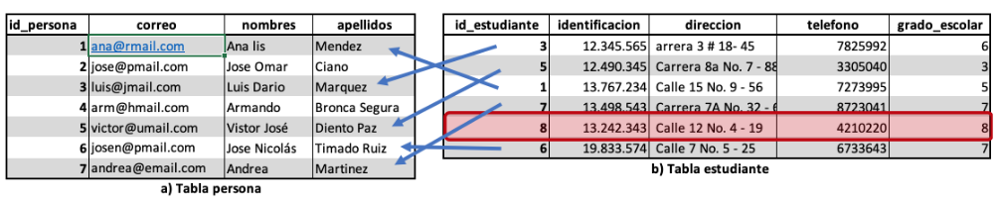 id_persona correo nombres apellidos
1 ana@rmail.com Ana lis Mendez
2 jose@pmail.com Jose Omar Ciano
3 luis@jmail.com Luis Dario Marquez
4 arm@hmail.com Armando Bronca Segura
5 victor@umail.com Vistor José Diento Paz
6 josen@pmail.com Jose Nicolás Timado Ruiz
7 andrea@email.com Andrea Martinez
a) Tabla persona
id_estudiante identificacion direccion telefono grado_escolar
3 12.345.565 arrera 3 # 18- 45 7825992 6
5 12.490.345 Carrera 8a No. 7 - 88 3305040 3
1 13.767.234 Calle 15 No. 9 - 56 7273995 5
7 13.498.543 Carrera 7A No. 32 - 6 8723041 7
8 13.242.343 Calle 12 No. 4 - 19 4210220 8
6 19.833.574 Calle 7 No. 5 - 25 6733643 7
b) Tabla estudiante